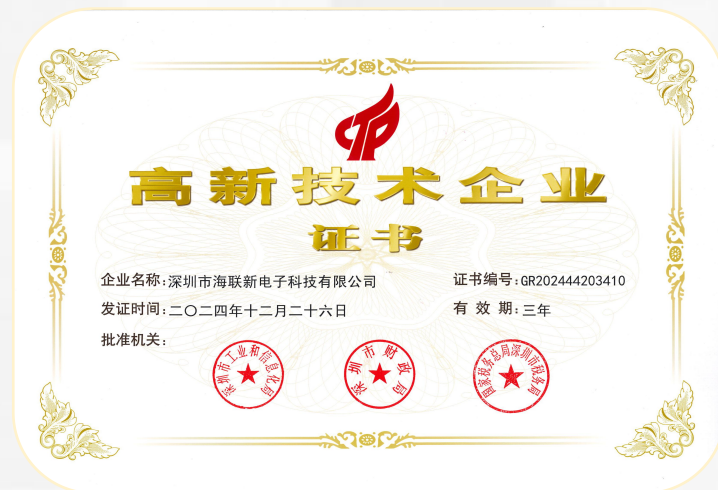 高新技术企业
证书
企业名称:深圳市海联新电子科技有限公司
证书编号:GR202444203410
发证时间:二〇二四年十二月二十六日
有 效 期:三年
批准机关:
深圳市工业和信息化局
深圳市财政局
国家税务总局深圳市税务局